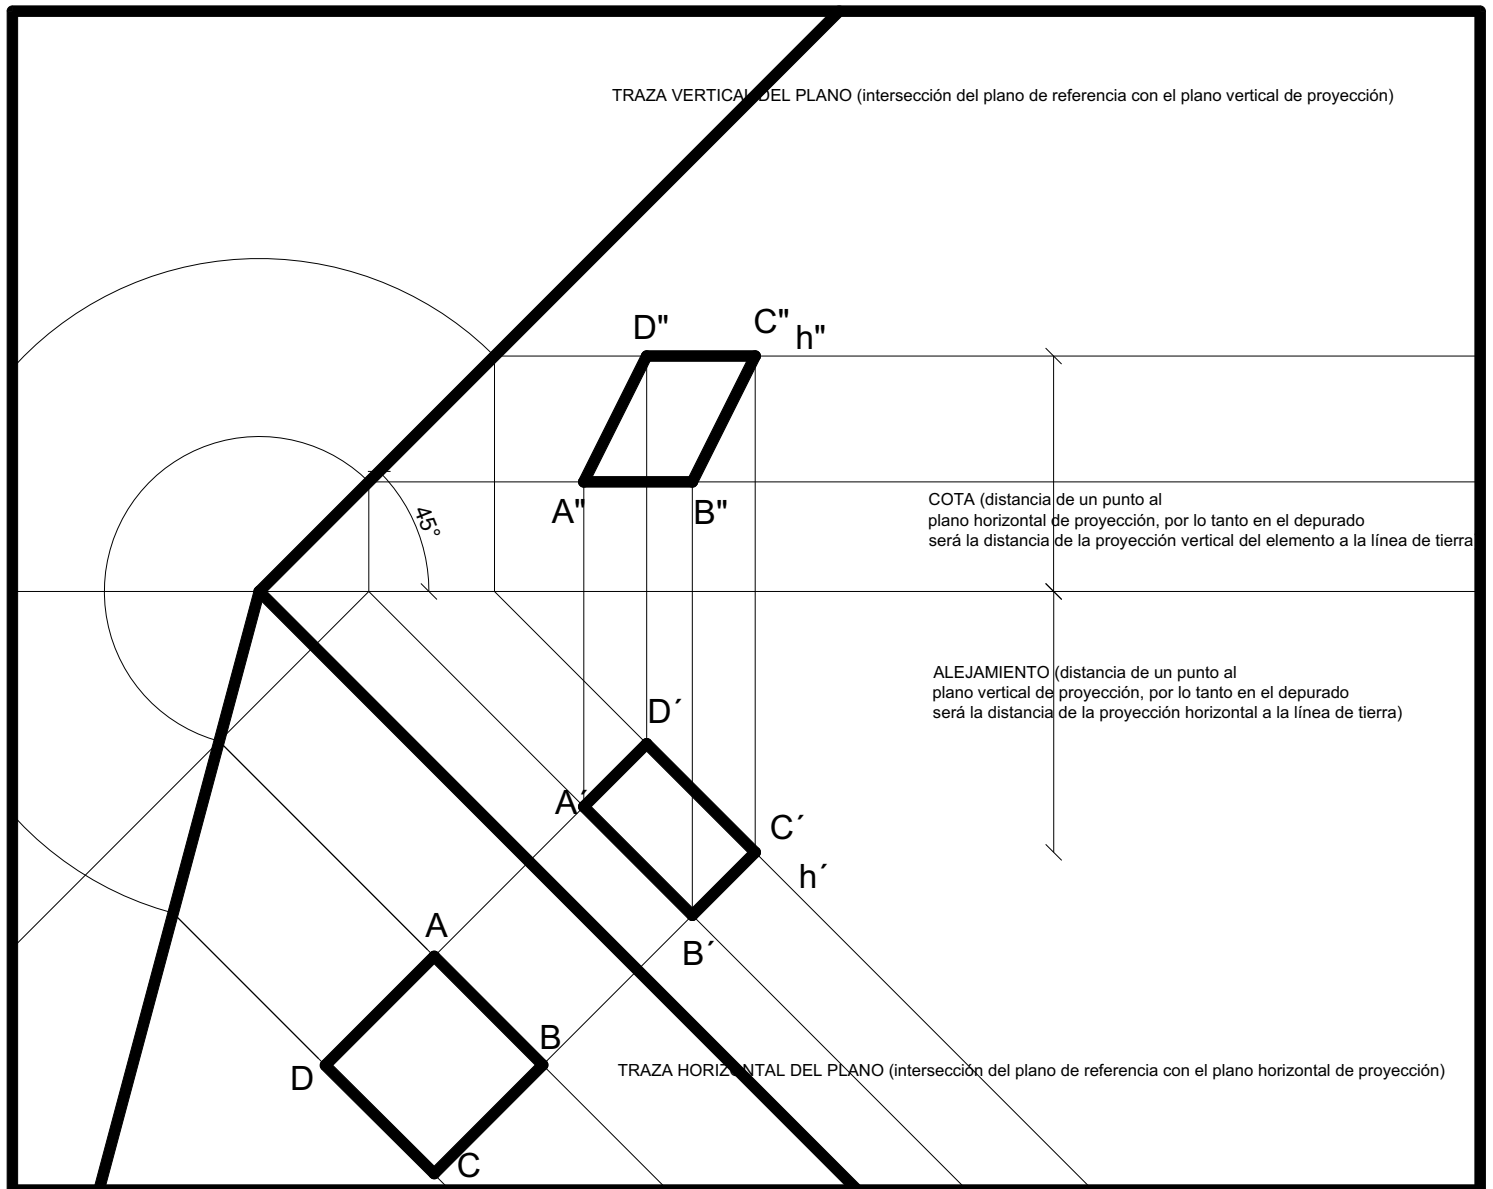 TRAZA VERTICAL DEL PLANO (intersección del plano de referencia con el plano vertical de proyección)
D"
C"
h"
A"
B"
45°
COTA (distancia de un punto al
plano horizontal de proyección, por lo tanto en el depurado
será la distancia de la proyección vertical del elemento a la línea de tierra
ALEJAMIENTO (distancia de un punto al
plano vertical de proyección, por lo tanto en el depurado
será la distancia de la proyección horizontal a la línea de tierra)
D´
A´
C´
h´
B´
A
B
D
C
TRAZA HORIZONTAL DEL PLANO (intersección del plano de referencia con el plano horizontal de proyección)